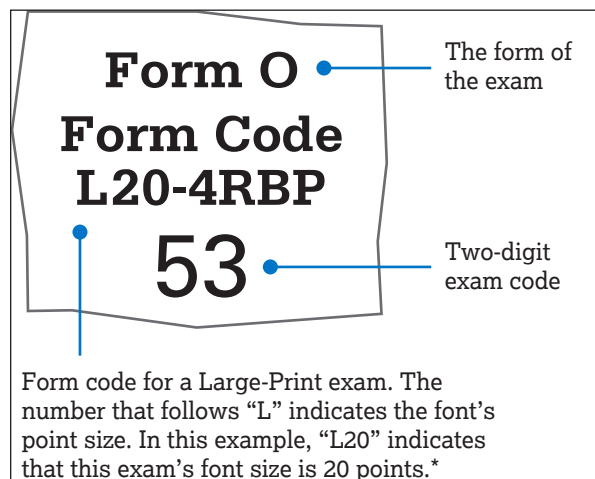 Form O
The form of
the exam
Form Code
L20-4RBP
53
Two-digit
exam code
Form code for a Large-Print exam. The
number that follows “L” indicates the font’s
point size. In this example, “L20” indicates
that this exam’s font size is 20 points.*